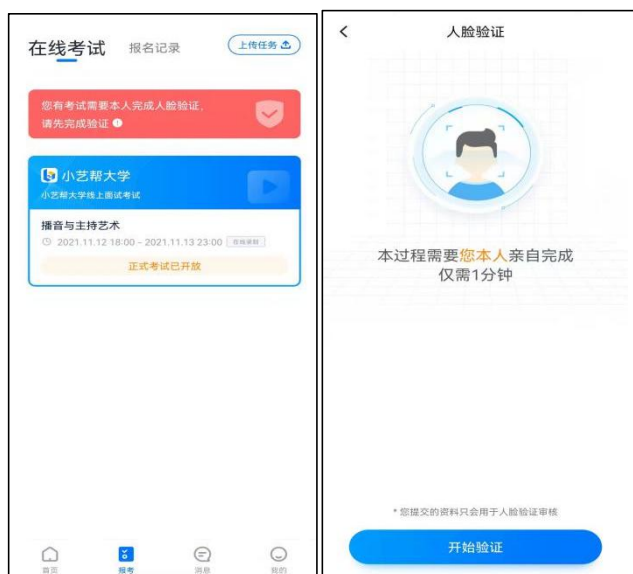 在线考试
报名记录
上传任务
您有考试需要本人完成人脸验证,
请先完成验证
小艺帮大学
小艺帮大学线上面试考试
播音与主持艺术
2021.11.12 18:00 - 2021.11.13 23:00
正式考试已开放
首页
报考
消息
我的
人脸验证
本过程需要您本人亲自完成
仅需1分钟
* 您提交的资料只会用于人脸验证审核
开始验证